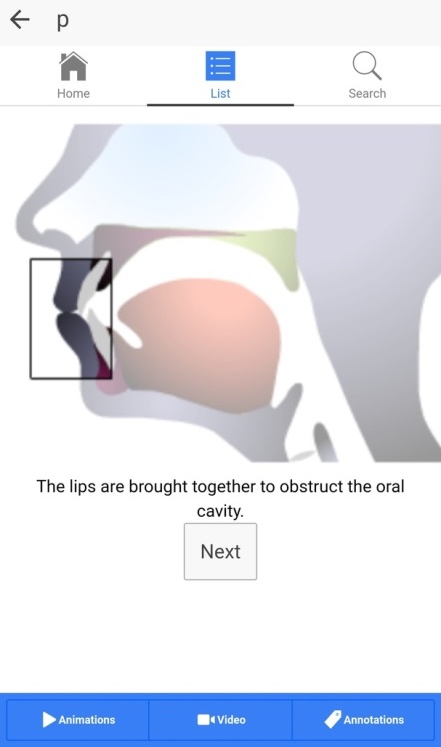 p
Home
List
Search
The lips are brought together to obstruct the oral
cavity.
Next
Animations
Video
Annotations